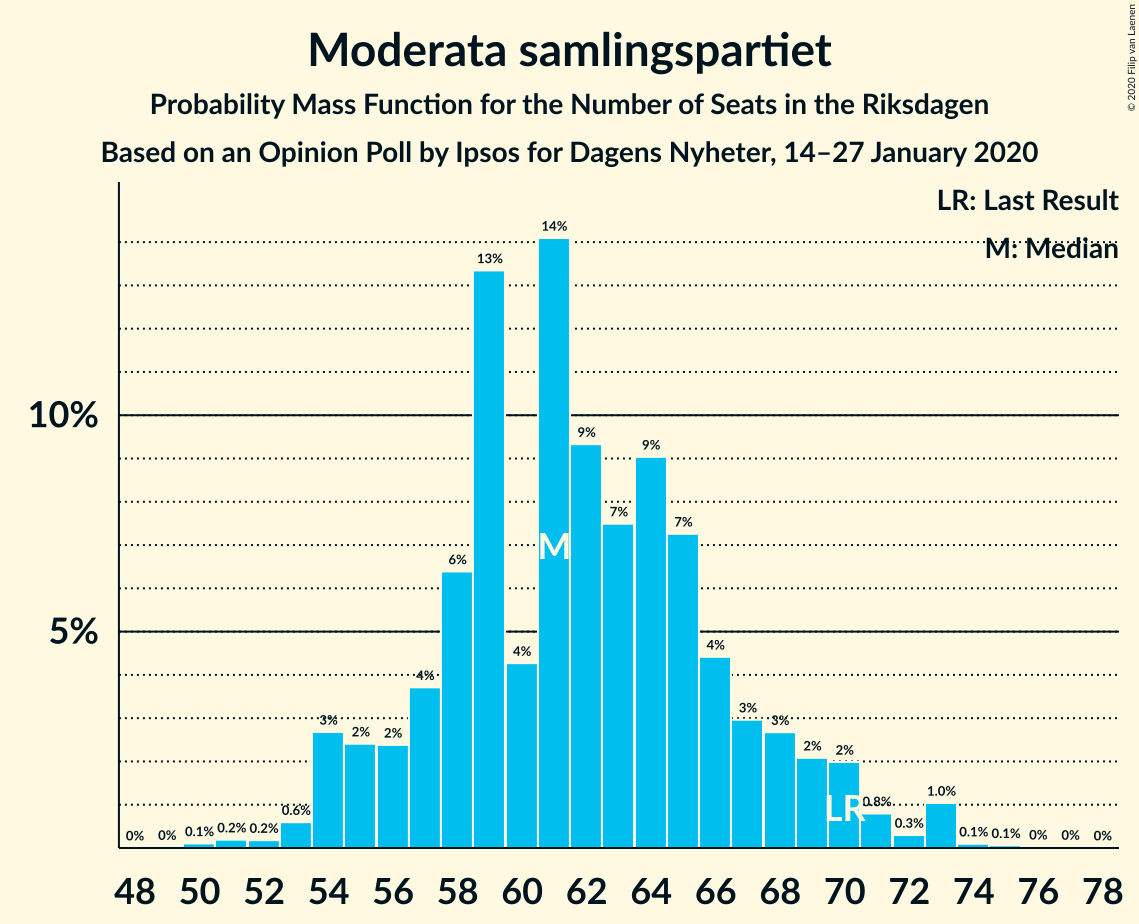 Moderata samlingspartiet
Probability Mass Function for the Number of Seats in the Riksdagen
Based on an Opinion Poll by Ipsos for Dagens Nyheter, 14–27 January 2020
© 2020 Filip van Laenen
LR: Last Result
M: Median
10%
5%
0% 0% 0.1% 0.2% 0.2% 0.6% 3% 2% 2% 4% 6% 13% 4% 14% 9% 7% 9% 7% 4% 3% 3% 2% 2% 0.8% 0.3% 1.0% 0.1% 0.1% 0% 0% 0%
M
LR
48 50 52 54 56 58 60 62 64 66 68 70 72 74 76 78